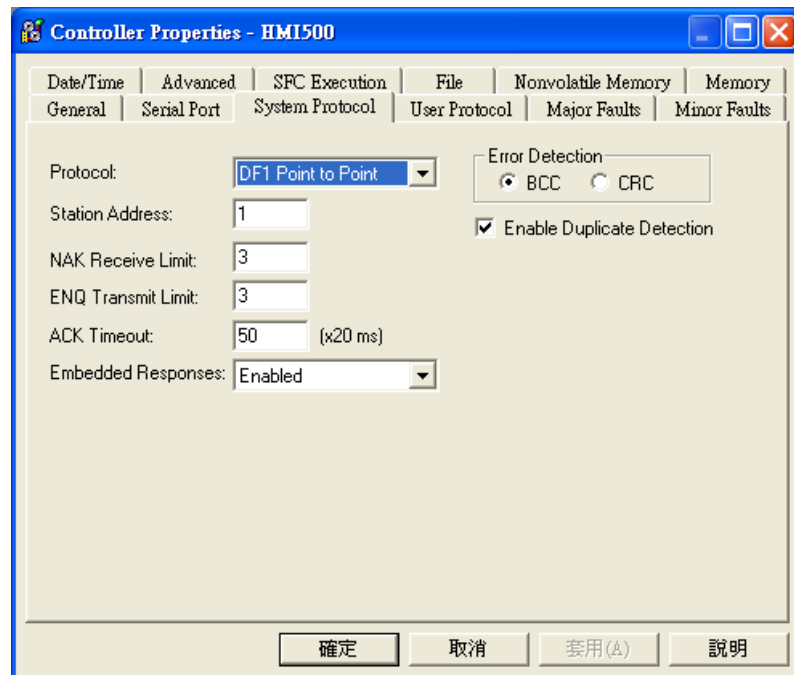 Controller Properties - HMI500
Date/Time Advanced SFC Execution File Nonvolatile Memory Memory
General Serial Port System Protocol User Protocol Major Faults Minor Faults
Protocol: DF1 Point to Point
Error Detection
BCC CRC
Station Address: 1
Enable Duplicate Detection
NAK Receive Limit: 3
ENQ Transmit Limit: 3
ACK Timeout: 50 (x20 ms)
Embedded Responses: Enabled
確定 取消 套用(A) 說明